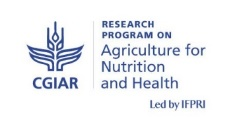 RESEARCH
PROGRAM ON
Agriculture for
Nutrition
and Health
CGIAR
Led by IFPRI